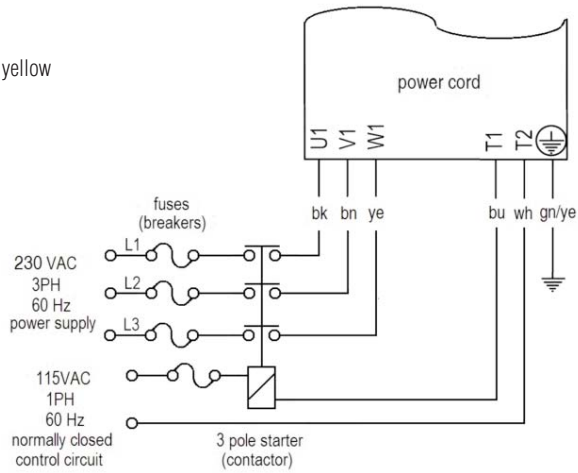 yellow
power cord
U1
V1
W1
T1
T2
bk
bn
ye
bu
wh
gn/ye
fuses
(breakers)
L1
L2
L3
230 VAC
3PH
60 Hz
power supply
115VAC
1PH
60 Hz
normally closed
control circuit
3 pole starter
(contactor)